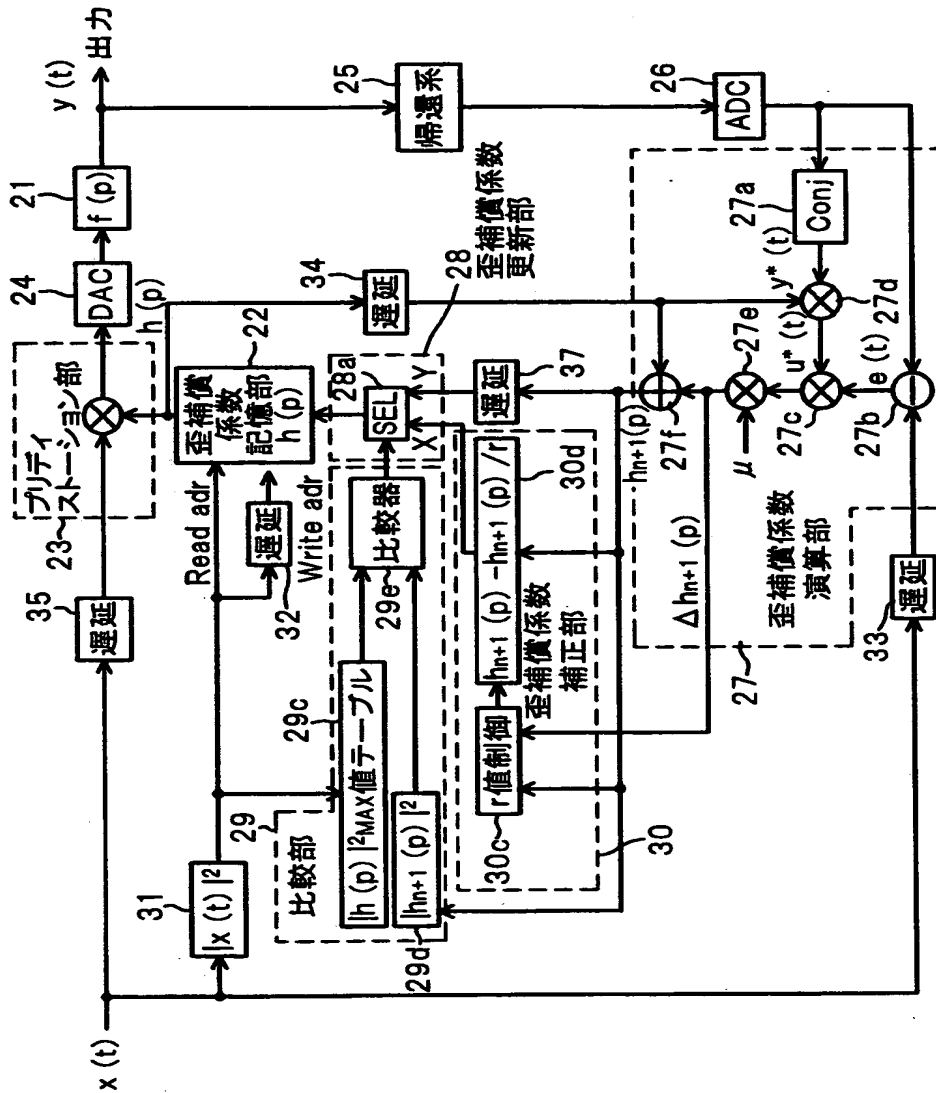 x (t)
35
遅延
23
プリディ
ストーション部
24
DAC
21
f (p)
y (t)
出力
h (p)
31
|x (t) |²
Read adr
遅延
32
Write adr
22
歪補償
係数
記憶部
h (p)
34
遅延
25
帰還系
29
比較部
29c
|h (p) |²MAX値テーブル
|hn+1 (p) |²
29d
比較器
29e
28a
SEL
X
Y
28
歪補償係数
更新部
30
30c
r値制御
hn+1 (p) -hn+1 (p) /r
30d
歪補償係数
補正部
37
遅延
26
ADC
27
歪補償係数
演算部
Δhn+1 (p)
hn+1 (p)
27f
μ
27e
u* (t)
27c
27d
y* (t)
Conj
27a
e (t)
27b
33
遅延